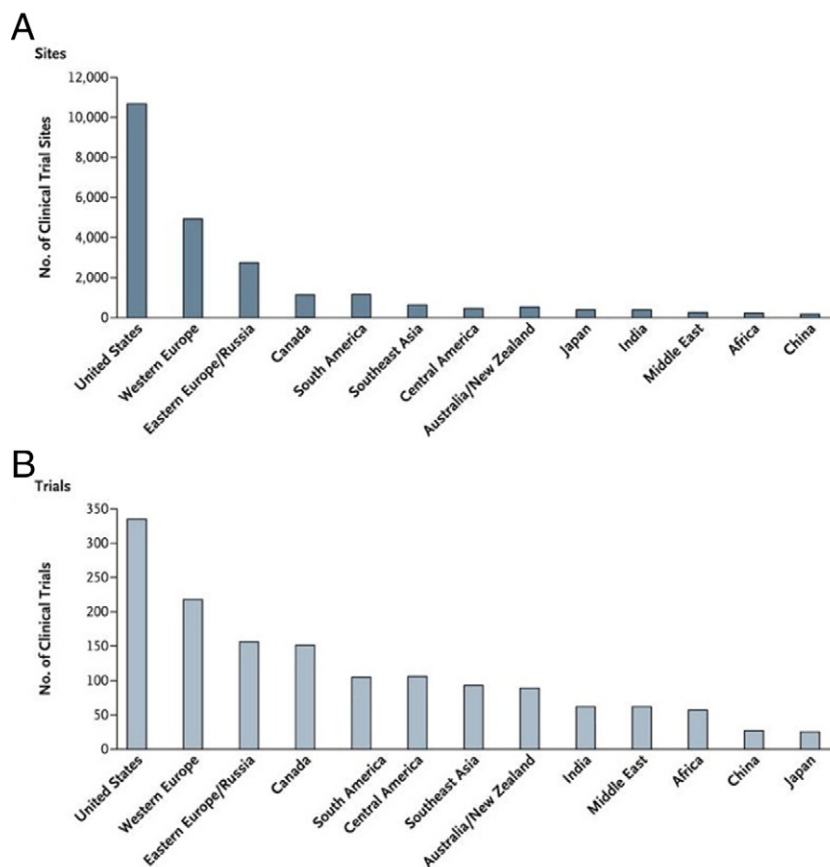 A
Sites
No. of Clinical Trial Sites
12,000
10,000
8,000
6,000
4,000
2,000
0
United States
Western Europe
Eastern Europe/Russia
Canada
South America
Southeast Asia
Central America
Australia/New Zealand
Japan
India
Middle East
Africa
China
B
Trials
No. of Clinical Trials
350
300
250
200
150
100
50
0
United States
Western Europe
Eastern Europe/Russia
Canada
South America
Central America
Southeast Asia
Australia/New Zealand
India
Middle East
Africa
China
Japan